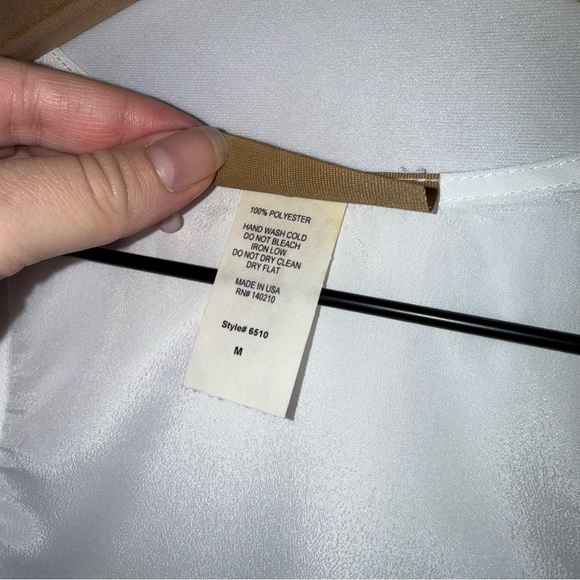 100% POLYESTER
HAND WASH COLD
DO NOT BLEACH
IRON LOW
DO NOT DRY CLEAN
DRY FLAT
MADE IN USA
RN# 140210
Style# 6510
M